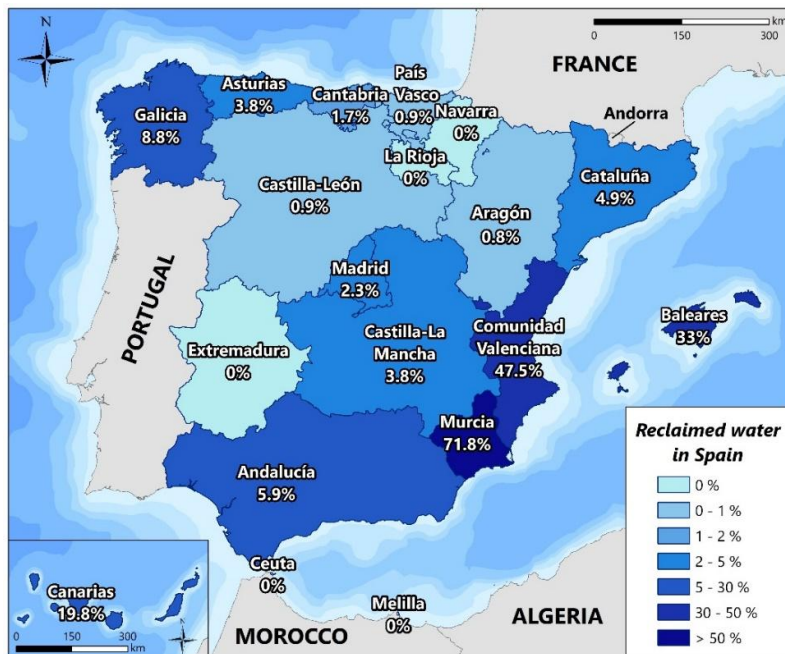 N
0 150 300
km
FRANCE
Andorra
Galicia
8.8%
Asturias
3.8%
Cantabria
1.7%
País
Vasco
0.9%
Navarra
0%
La Rioja
0%
Castilla-León
0.9%
Aragón
0.8%
Cataluña
4.9%
PORTUGAL
Madrid
2.3%
Extremadura
0%
Castilla-La
Mancha
3.8%
Comunidad
Valenciana
47.5%
Baleares
33%
Murcia
71.8%
Andalucía
5.9%
Ceuta
0%
Melilla
0%
MOROCCO
ALGERIA
Canarias
19.8%
0 150 300
km
N
Reclaimed water
in Spain
0 %
0 - 1 %
1 - 2 %
2 - 5 %
5 - 30 %
30 - 50 %
> 50 %